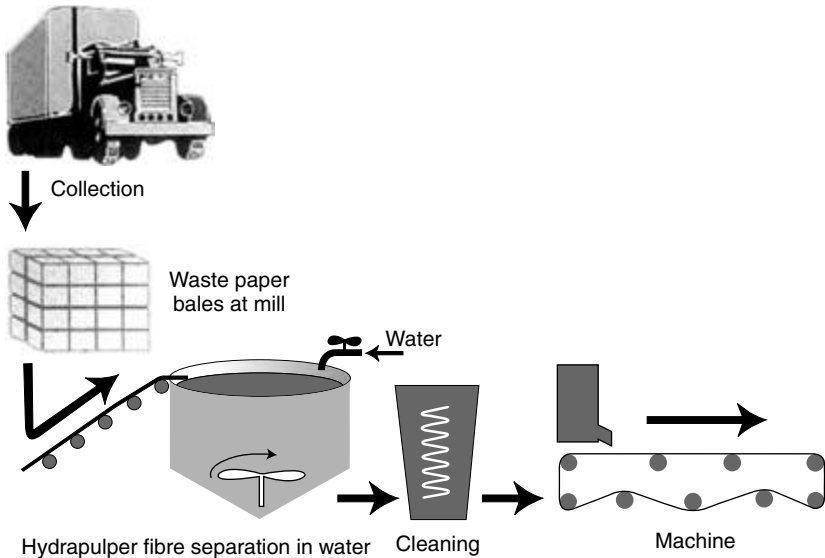 Collection
Waste paper
bales at mill
Water
Hydrapulper fibre separation in water
Cleaning
Machine